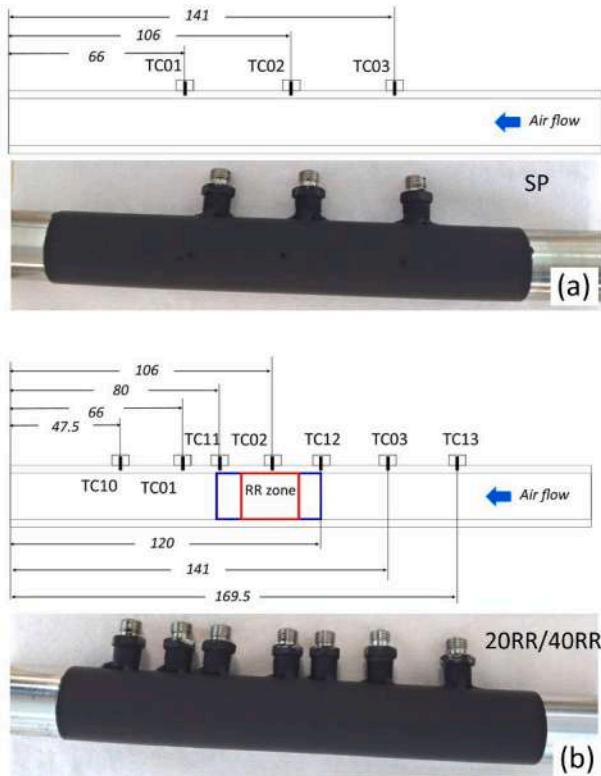 141
106
66
TC01 TC02 TC03
Air flow
SP
(a)
106
80
66
47.5
TC11 TC02 TC12 TC03 TC13
TC10 TC01 RR zone
Air flow
120
141
169.5
20RR/40RR
(b)